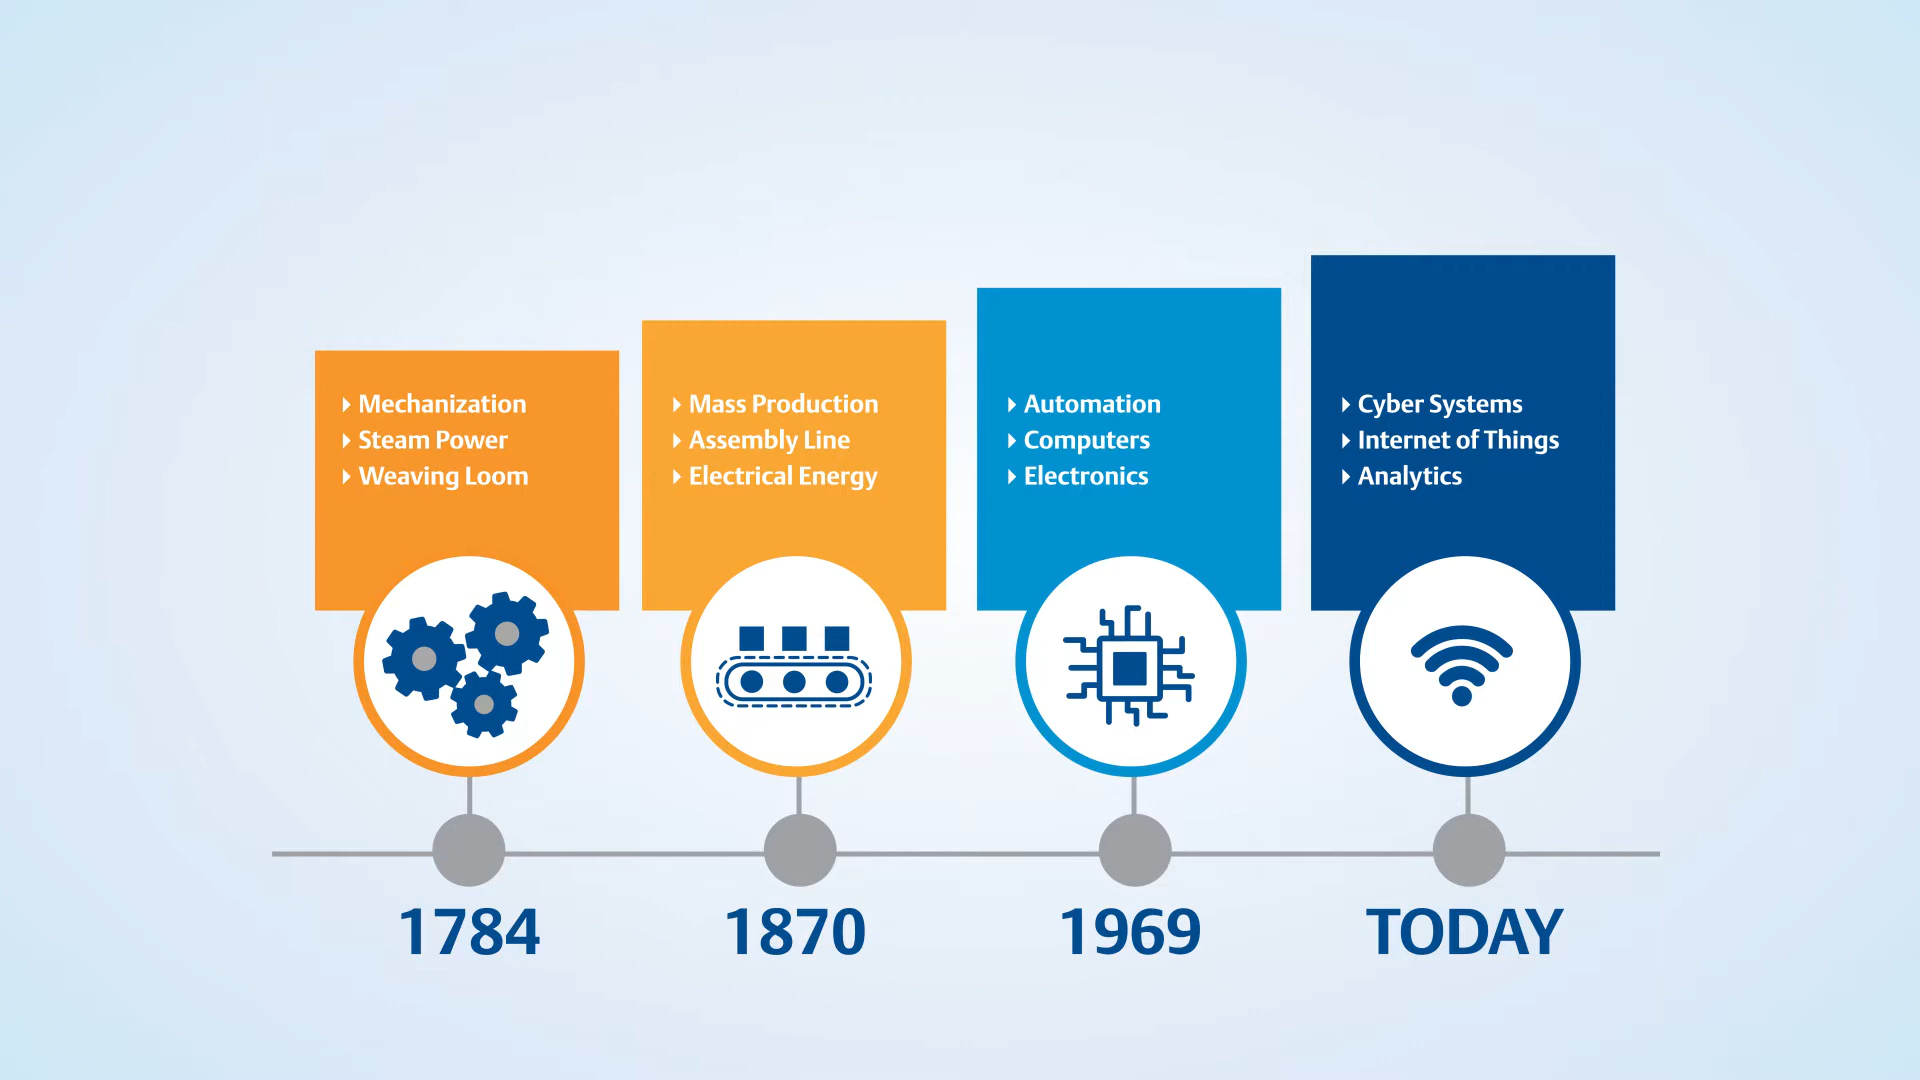 Mechanization
Steam Power
Weaving Loom
Mass Production
Assembly Line
Electrical Energy
Automation
Computers
Electronics
Cyber Systems
Internet of Things
Analytics
1784
1870
1969
TODAY